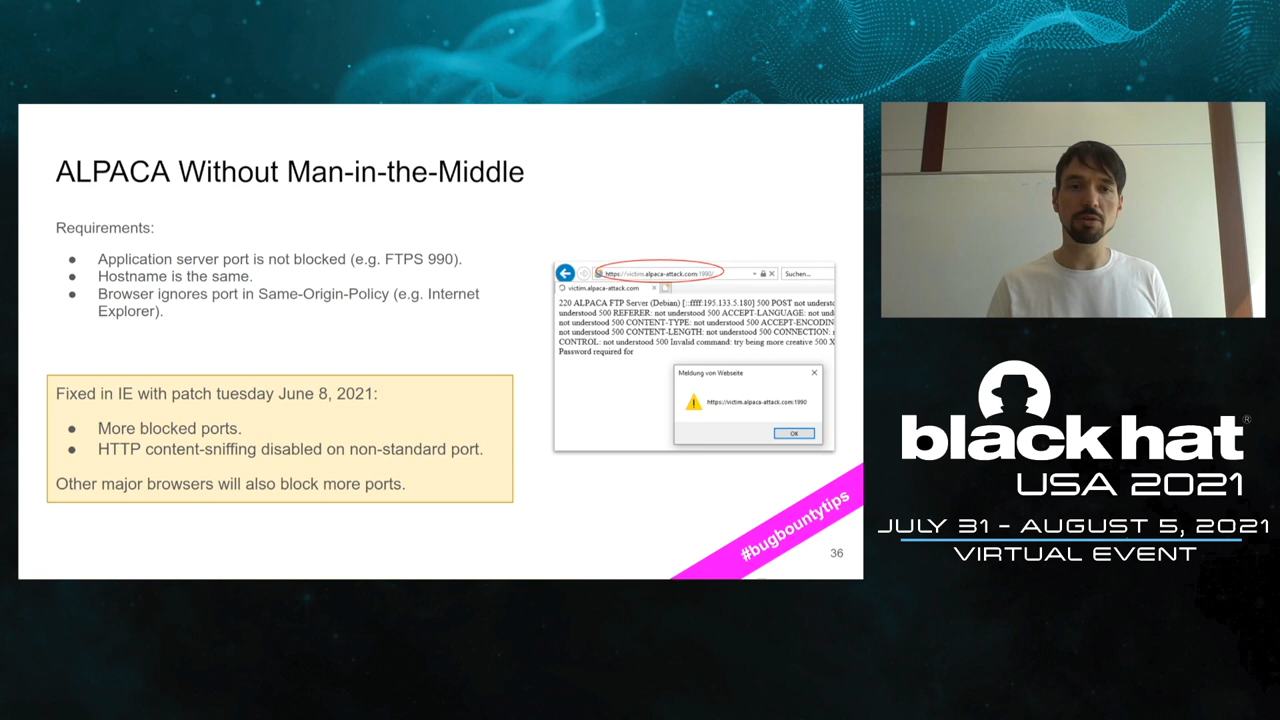 ALPACA Without Man-in-the-Middle
Requirements:
● Application server port is not blocked (e.g. FTPS 990).
● Hostname is the same.
● Browser ignores port in Same-Origin-Policy (e.g. Internet
Explorer).
Fixed in IE with patch tuesday June 8, 2021:
● More blocked ports.
● HTTP content-sniffing disabled on non-standard port.
Other major browsers will also block more ports.
https://victim.alpaca-attack.com:1990/
Suchen...
victim.alpaca-attack.com
220 ALPACA FTP Server (Debian) [::ffff:195.133.5.180] 500 POST not underst
understood 500 REFERER: not understood 500 ACCEPT-LANGUAGE: not und
not understood 500 CONTENT-TYPE: not understood 500 ACCEPT-ENCODIN
not understood 500 CONTENT-LENGTH: not understood 500 CONNECTION:
CONTROL: not understood 500 Invalid command: try being more creative 500 X
Password required for
Meldung von Webseite
https://victim.alpaca-attack.com:1990
OK
#bugbountytips
36
black hat®
USA 2021
JULY 31 - AUGUST 5, 2021
VIRTUAL EVENT